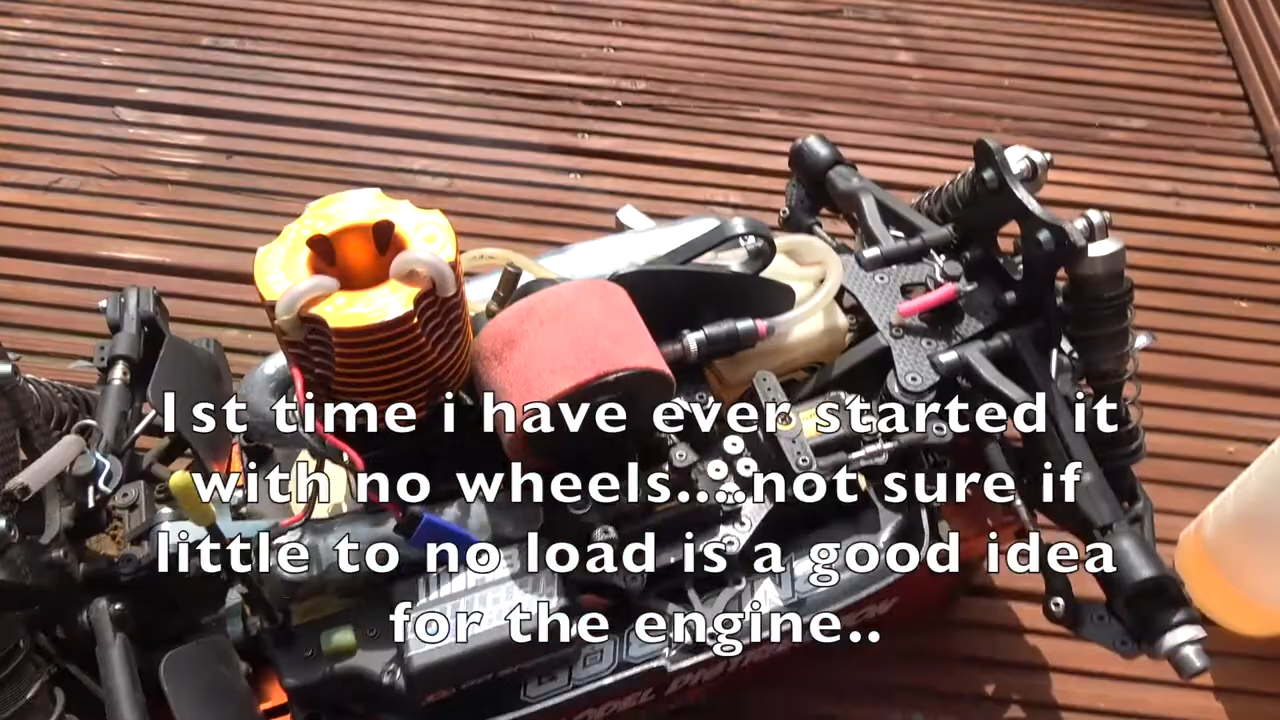 1st time i have ever started it
with no wheels....not sure if
little to no load is a good idea
for the engine..